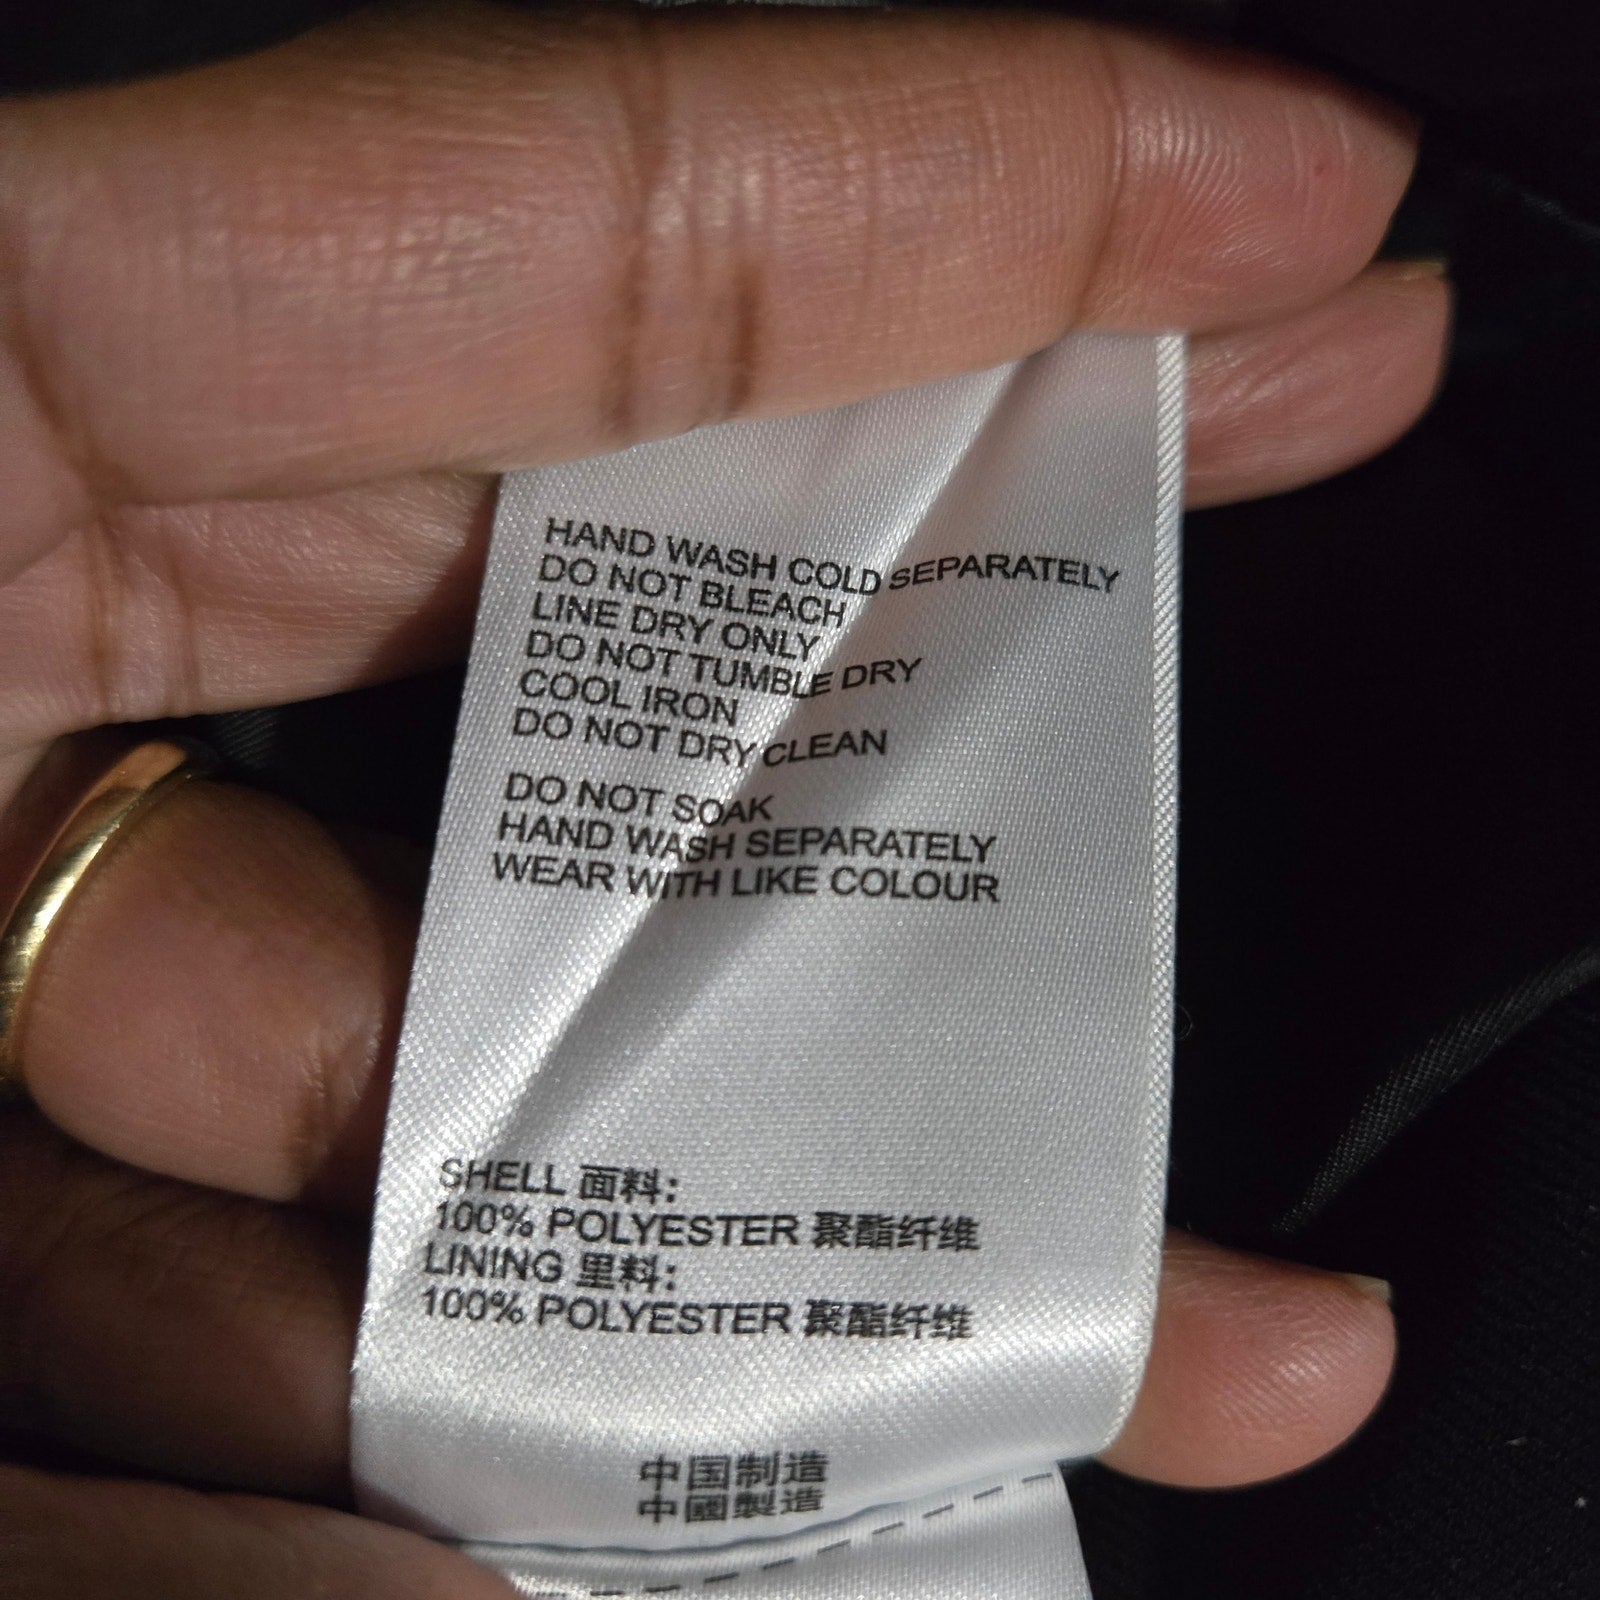 HAND WASH COLD SEPARATELY
DO NOT BLEACH
LINE DRY ONLY
DO NOT TUMBLE DRY
COOL IRON
DO NOT DRY CLEAN
DO NOT SOAK
HAND WASH SEPARATELY
WEAR WITH LIKE COLOUR
SHELL 面料:
100% POLYESTER 聚酯纤维
LINING 里料:
100% POLYESTER 聚酯纤维
中国制造
中國製造